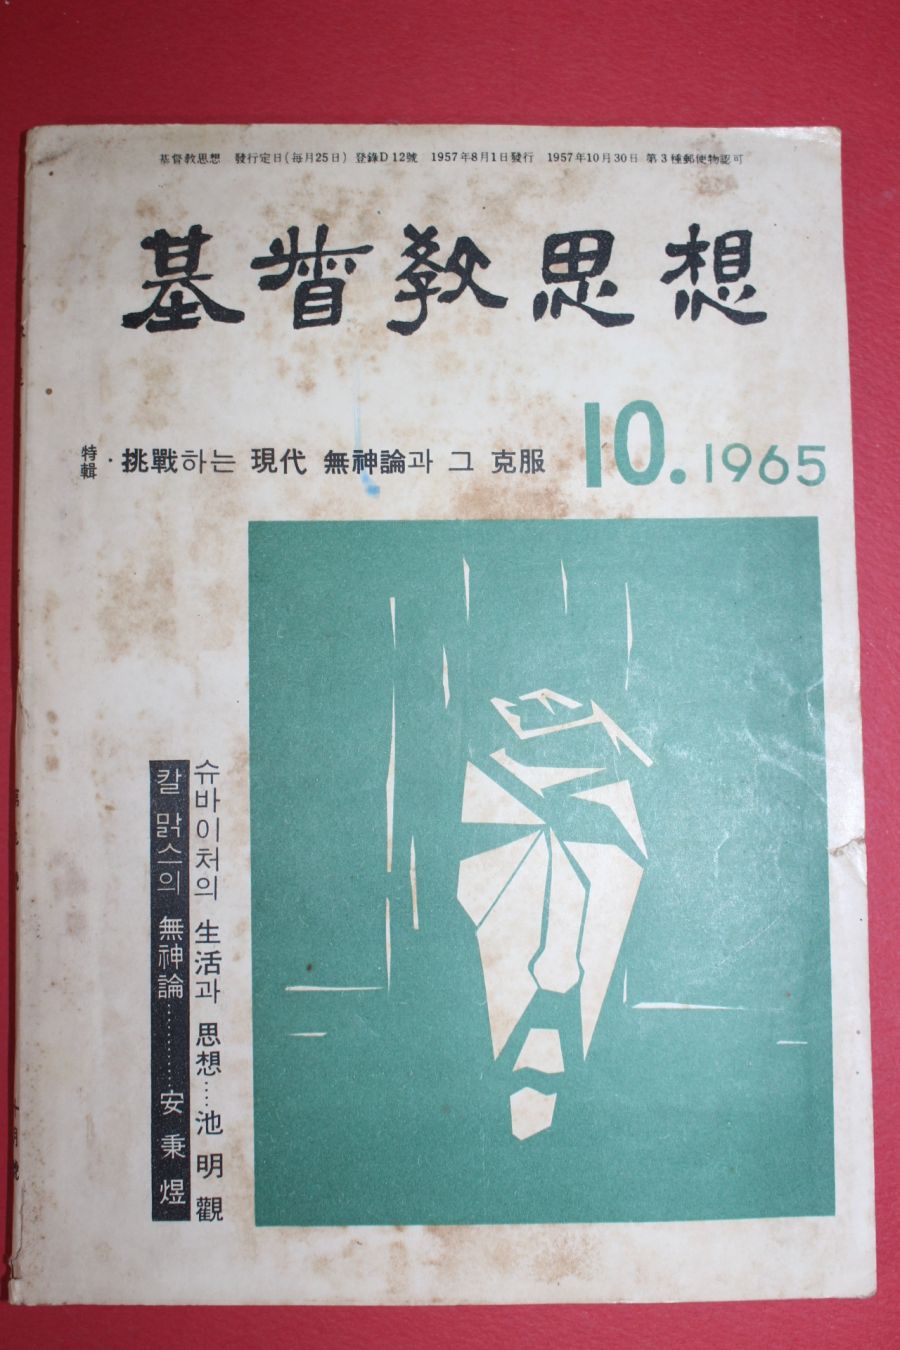 基督敎思想 發行定日(每月25日) 登錄D 12號 1957年8月1日發行 1957年10月30日 第3種郵便物認可
基督敎思想
特輯·挑戰하는 現代 無神論과 그 克服
10. 1965
슈바이처의 生活과 思想……池明觀
칼 맑스의 無神論…………安秉煜